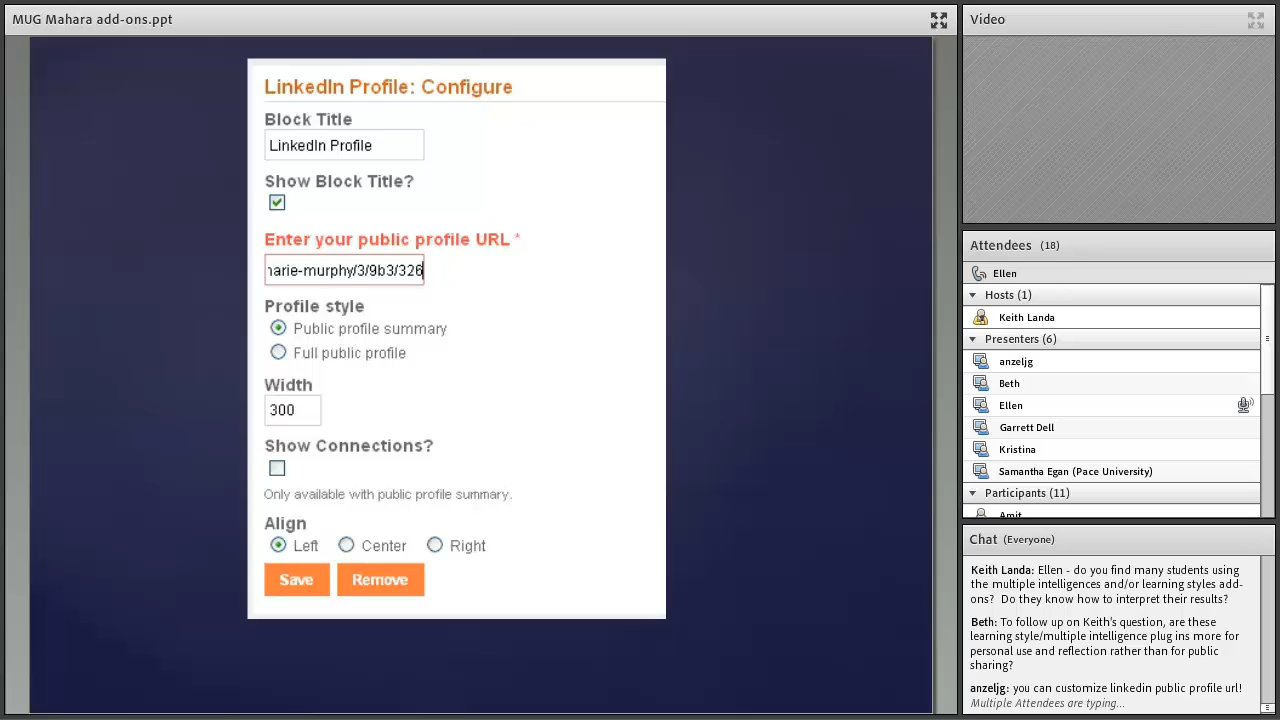 MUG Mahara add-ons.ppt
LinkedIn Profile: Configure
Block Title
LinkedIn Profile
Show Block Title?
Enter your public profile URL *
arie-murphy/3/9b3/326
Profile style
Public profile summary
Full public profile
Width
300
Show Connections?
Only available with public profile summary.
Align
Left Center Right
Save Remove
Video
Attendees (18)
Ellen
Hosts (1)
Keith Landa
Presenters (6)
anzeljg
Beth
Ellen
Garrett Dell
Kristina
Samantha Egan (Pace University)
Participants (11)
Amit
Chat (Everyone)
Keith Landa: Ellen - do you find many students using
the multiple intelligences and/or learning styles add-
ons? Do they know how to interpret their results?
Beth: To follow up on Keith's question, are these
learning style/multiple intelligence plug ins more for
personal use and reflection rather than for public
sharing?
anzeljg: you can customize linkedin public profile url!
Multiple Attendees are typing...